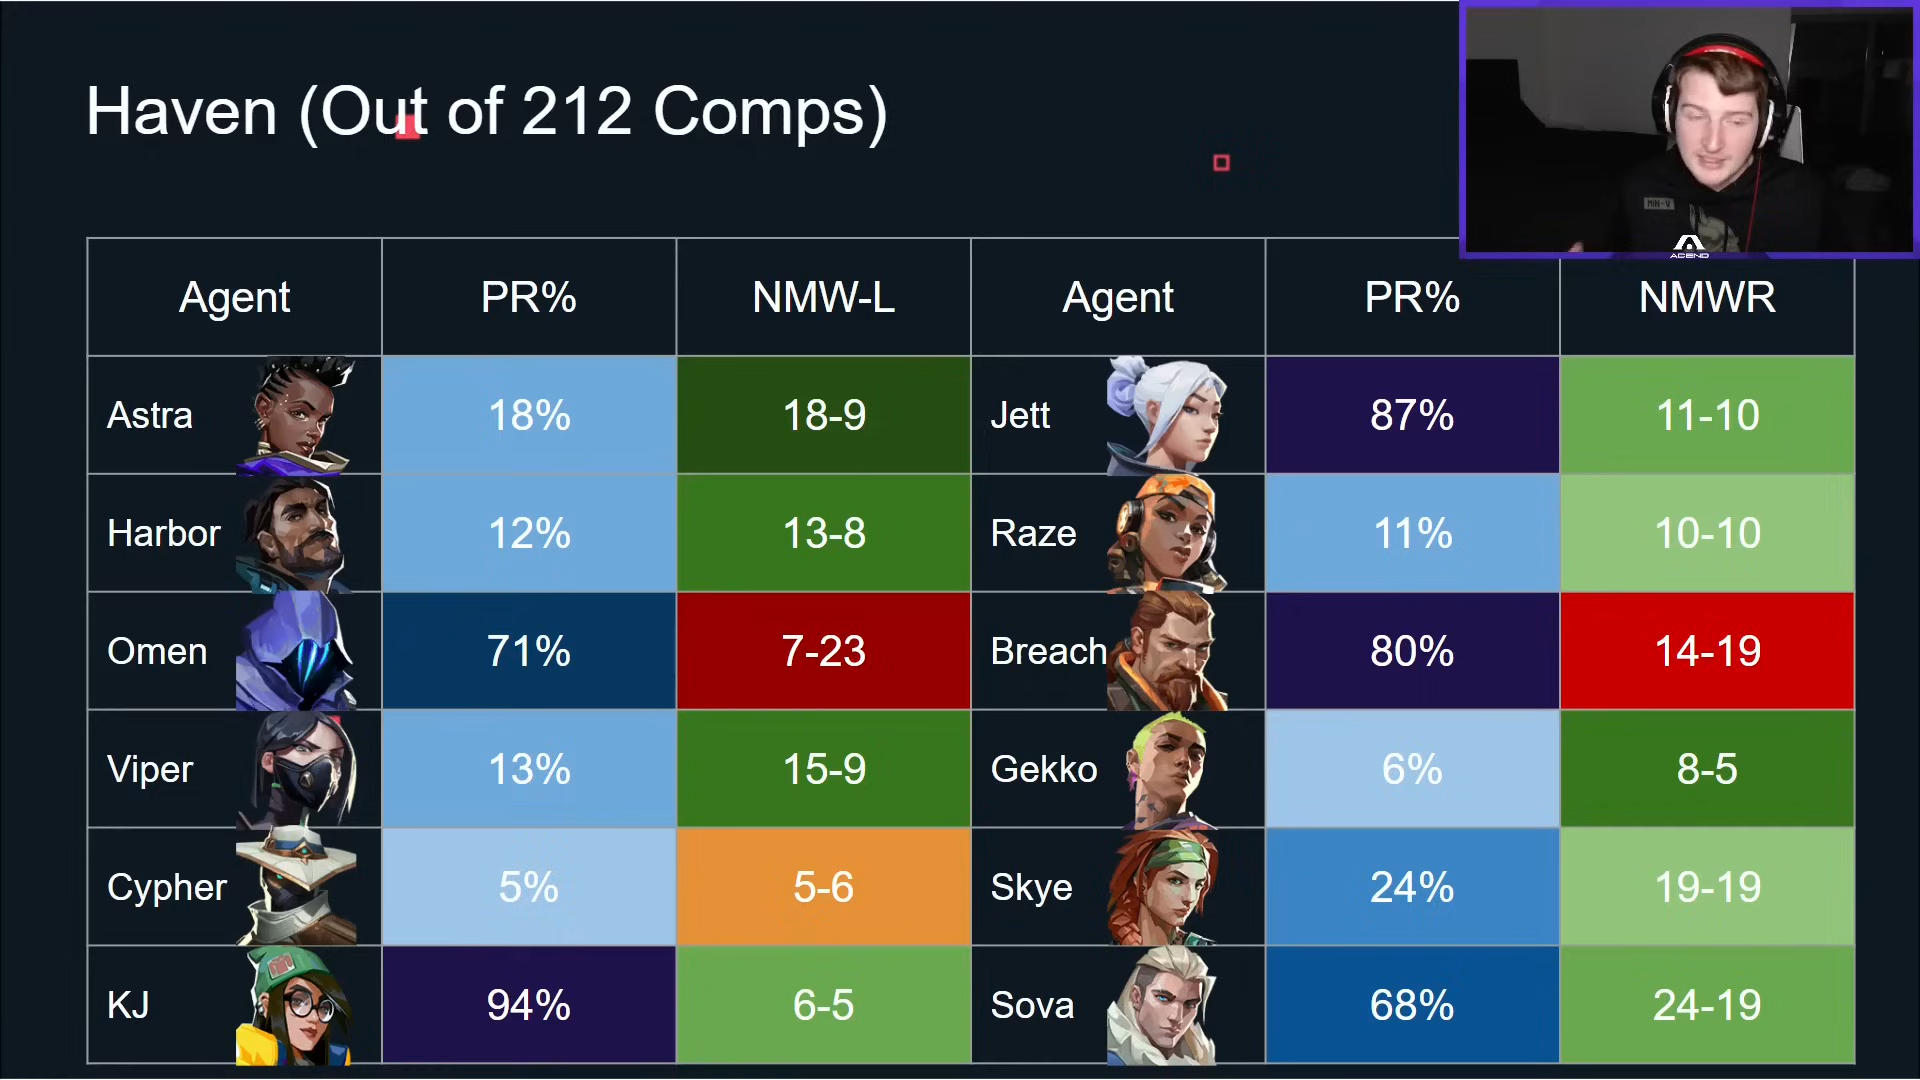 Haven (Out of 212 Comps)
MIN-V
ACEND
Agent PR% NMW-L Agent PR% NMWR
Astra 18% 18-9 Jett 87% 11-10
Harbor 12% 13-8 Raze 11% 10-10
Omen 71% 7-23 Breach 80% 14-19
Viper 13% 15-9 Gekko 6% 8-5
Cypher 5% 5-6 Skye 24% 19-19
KJ 94% 6-5 Sova 68% 24-19